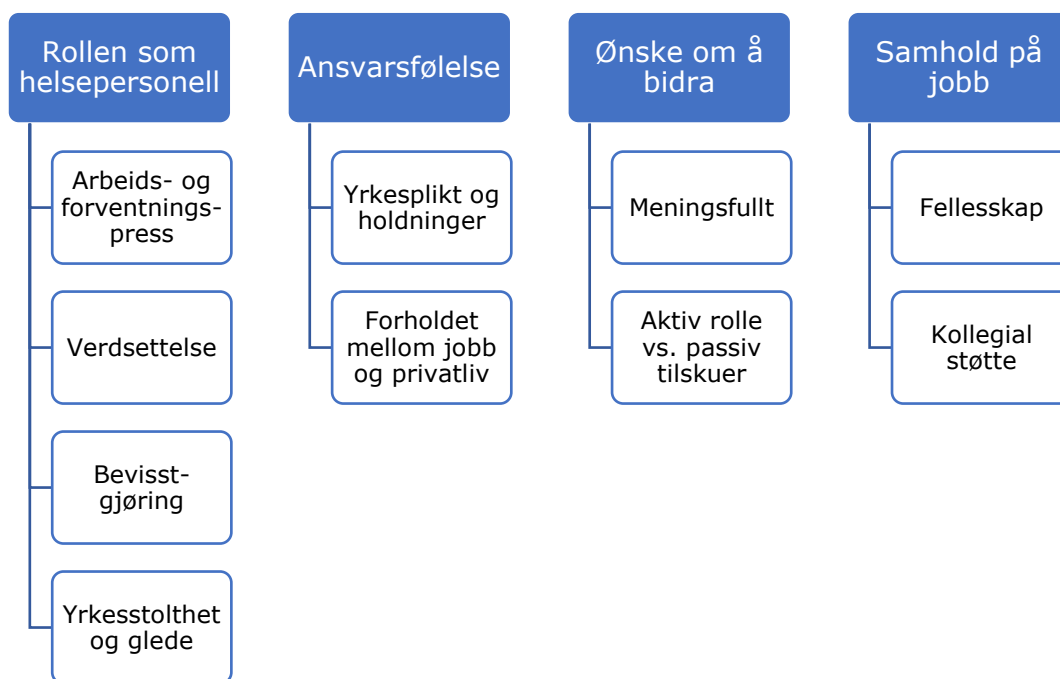 Rollen som
helsepersonell
Arbeids- og
forventnings-
press
Verdsettelse
Bevisst-
gjøring
Yrkesstolthet
og glede
Ansvarsfølelse
Yrkesplikt og
holdninger
Forholdet
mellom jobb
og privatliv
Ønske om å
bidra
Meningsfullt
Aktiv rolle
vs. passiv
tilskuer
Samhold på
jobb
Fellesskap
Kollegial
støtte